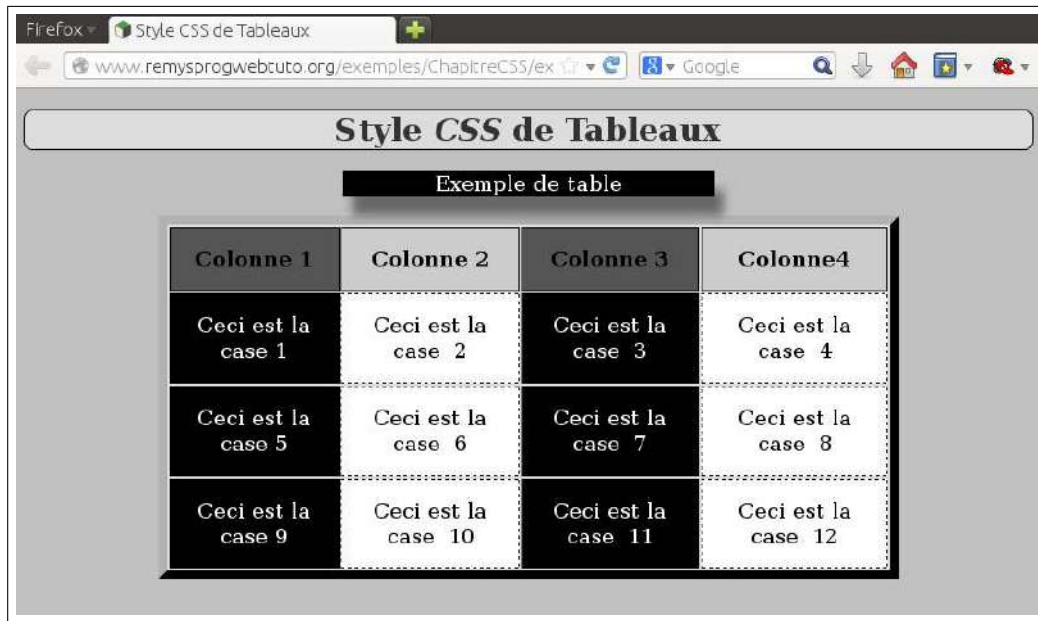 Firefox
Style CSS de Tableaux
www.remysprogwebtuto.org/exemples/ChapitreCSS/ex
Google
Style CSS de Tableaux
Exemple de table
Colonne 1 Colonne 2 Colonne 3 Colonne4
Ceci est la Ceci est la Ceci est la Ceci est la
case 1 case 2 case 3 case 4
Ceci est la Ceci est la Ceci est la Ceci est la
case 5 case 6 case 7 case 8
Ceci est la Ceci est la Ceci est la Ceci est la
case 9 case 10 case 11 case 12